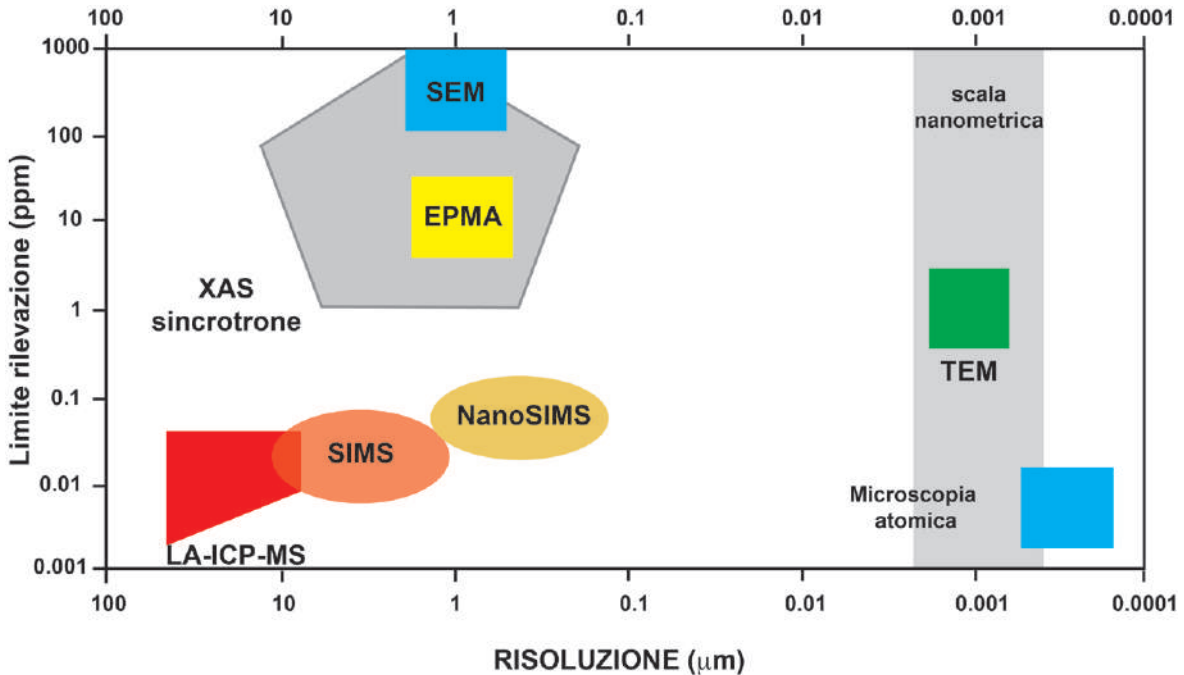 100 10 1 0.1 0.01 0.001 0.0001
1000
100
10
1
0.1
0.01
0.001
Limite rilevazione (ppm)
SEM
scala
nanometrica
EPMA
XAS
sincrotrone
TEM
NanoSIMS
SIMS
Microscopia
atomica
LA-ICP-MS
100 10 1 0.1 0.01 0.001 0.0001
RISOLUZIONE (μm)